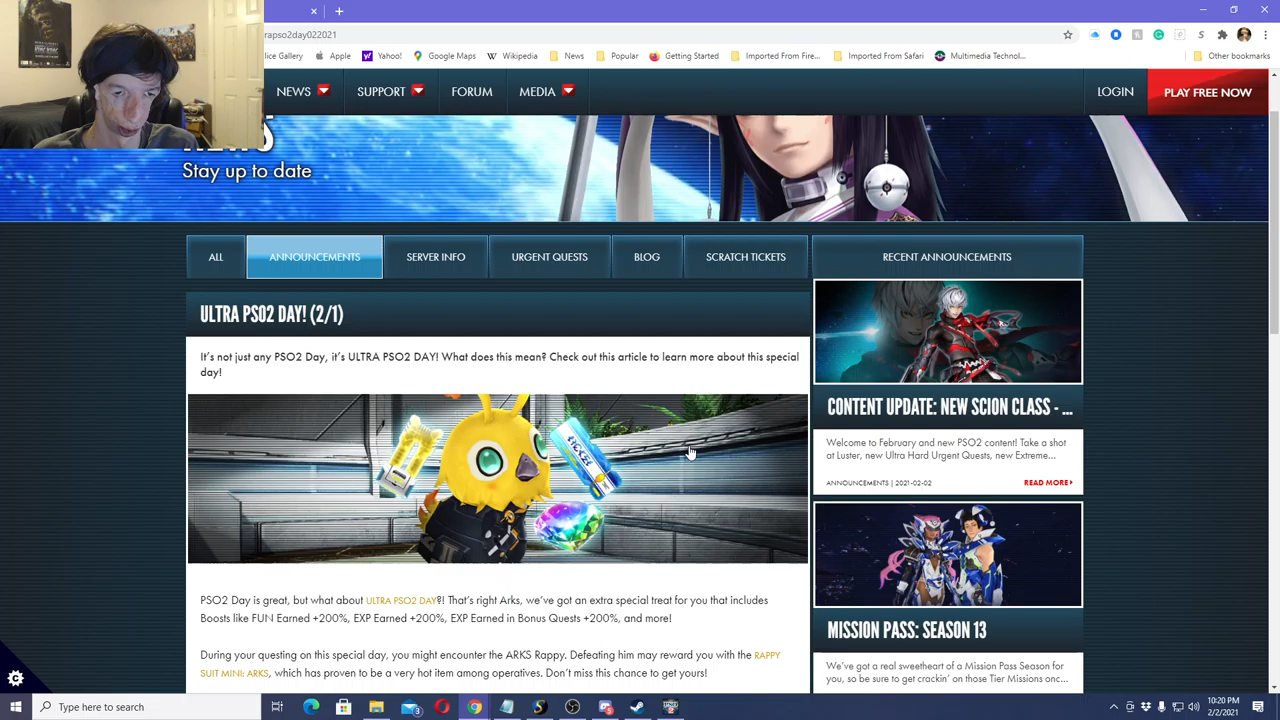 rapso2day022021
lice Gallery
Apple
Yahoo!
Google Maps
Wikipedia
News
Popular
Getting Started
Imported From Fire...
Imported From Safari
Multimedia Technol...
Other bookmarks
NEWS
SUPPORT
FORUM
MEDIA
LOGIN
PLAY FREE NOW
NEWS
Stay up to date
ALL
ANNOUNCEMENTS
SERVER INFO
URGENT QUESTS
BLOG
SCRATCH TICKETS
RECENT ANNOUNCEMENTS
ULTRA PSO2 DAY! (2/1)
It's not just any PSO2 Day, it's ULTRA PSO2 DAY! What does this mean? Check out this article to learn more about this special
day!
TICKET
PSO2 Day is great, but what about ULTRA PSO2 DAY?! That's right Arks, we've got an extra special treat for you that includes
Boosts like FUN Earned +200%, EXP Earned +200%, EXP Earned in Bonus Quests +200%, and more!
During your questing on this special day, you might encounter the ARKS Rappy. Defeating him may reward you with the RAPPY
SUIT MINI: ARKS, which has proven to be a very hot item among operatives. Don't miss this chance to get yours!
CONTENT UPDATE: NEW SCION CLASS - ...
Welcome to February and new PSO2 content! Take a shot
at Luster, new Ultra Hard Urgent Quests, new Extreme...
ANNOUNCEMENTS | 2021-02-02
READ MORE
MISSION PASS: SEASON 13
We've got a real sweetheart of a Mission Pass Season for
you, so be sure to get crackin' on those Tier Missions onc...
Type here to search
10:20 PM
2/2/2021